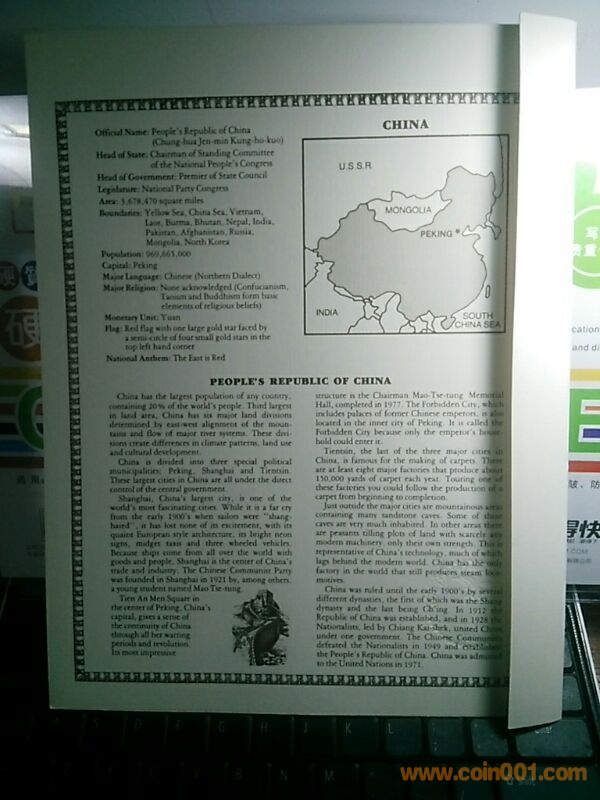 CHINA
Official Name: People's Republic of China
(Chung-hua Jen-min Kung-ho-kuo)
Head of State: Chairman of Standing Committee
of the National People's Congress
Head of Government: Premier of State Council
Legislature: National Party Congress
Area: 3,678,470 square miles
Boundaries: Yellow Sea, China Sea, Vietnam,
Laos, Burma, Bhutan, Nepal, India,
Pakistan, Afghanistan, Russia,
Mongolia, North Korea
Population: 969,661,000
Capital: Peking
Major Language: Chinese (Northern Dialect)
Major Religion: None acknowledged (Confucianism,
Taoism and Buddhism form basic
elements of religious beliefs)
Monetary Unit: Yuan
Flag: Red flag with one large gold star faced by
a semi-circle of four small gold stars in the
top left hand corner
National Anthem: The East is Red
U.S.S.R.
MONGOLIA
PEKING
INDIA
SOUTH
CHINA SEA
PEOPLE'S REPUBLIC OF CHINA
China has the largest population of any country,
containing 20% of the world's people. Third largest
in land area, China has six major land divisions
determined by east-west alignment of the moun-
tains and flow of major river systems. These divi-
sions create differences in climate patterns, land use
and cultural development.
China is divided into three special political
municipalities; Peking, Shanghai and Tientsin.
These largest cities in China are all under the direct
control of the central government.
Shanghai, China's largest city, is one of the
world's most fascinating cities. While it is a far cry
from the early 1900's when sailors were "shang-
haied", it has lost none of its excitement, with its
quaint European style architecture, its bright neon
signs, midget taxis and three wheeled vehicles.
Because ships come from all over the world with
goods and people, Shanghai is the center of China's
trade and industry. The Chinese Communist Party
was founded in Shanghai in 1921 by, among others,
a young student named Mao Tse-tung.
Tien An Men Square in
the center of Peking, China's
capital, gives a sense of
the continuity of China
through all her warring
periods and revolution.
Its most impressive
structure is the Chairman Mao-Tse-tung Memorial
Hall, completed in 1977. The Forbidden City, which
includes palaces of former Chinese emperors, is also
located in the inner city of Peking. It is called the
Forbidden City because only the emperor's house-
hold could enter it.
Tientsin, the last of the three major cities in
China, is famous for the making of carpets. There
are at least eight major factories that produce about
150,000 yards of carpet each year. Touring one of
these factories you could follow the production of a
carpet from beginning to completion.
Just outside the major cities are mountainous areas
containing many sandstone caves. Some of these
caves are very much inhabited. In other areas there
are peasants tilling plots of land with scarcely any
modern machinery, only their own strength. This is
representative of China's technology, much of which
lags behind the modern world. China has the only
factory in the world that still produces steam loco-
motives.
China was ruled until the early 1900's by several
different dynasties, the first of which was the Shang
dynasty and the last being Ch'ing. In 1912 the
Republic of China was established, and in 1928 the
Nationalists, led by Chiang Kai-shek, united China
under one government. The Chinese Communists
defeated the Nationalists in 1949 and established
the People's Republic of China. China was admitted
to the United Nations in 1971.
www.coin001.com